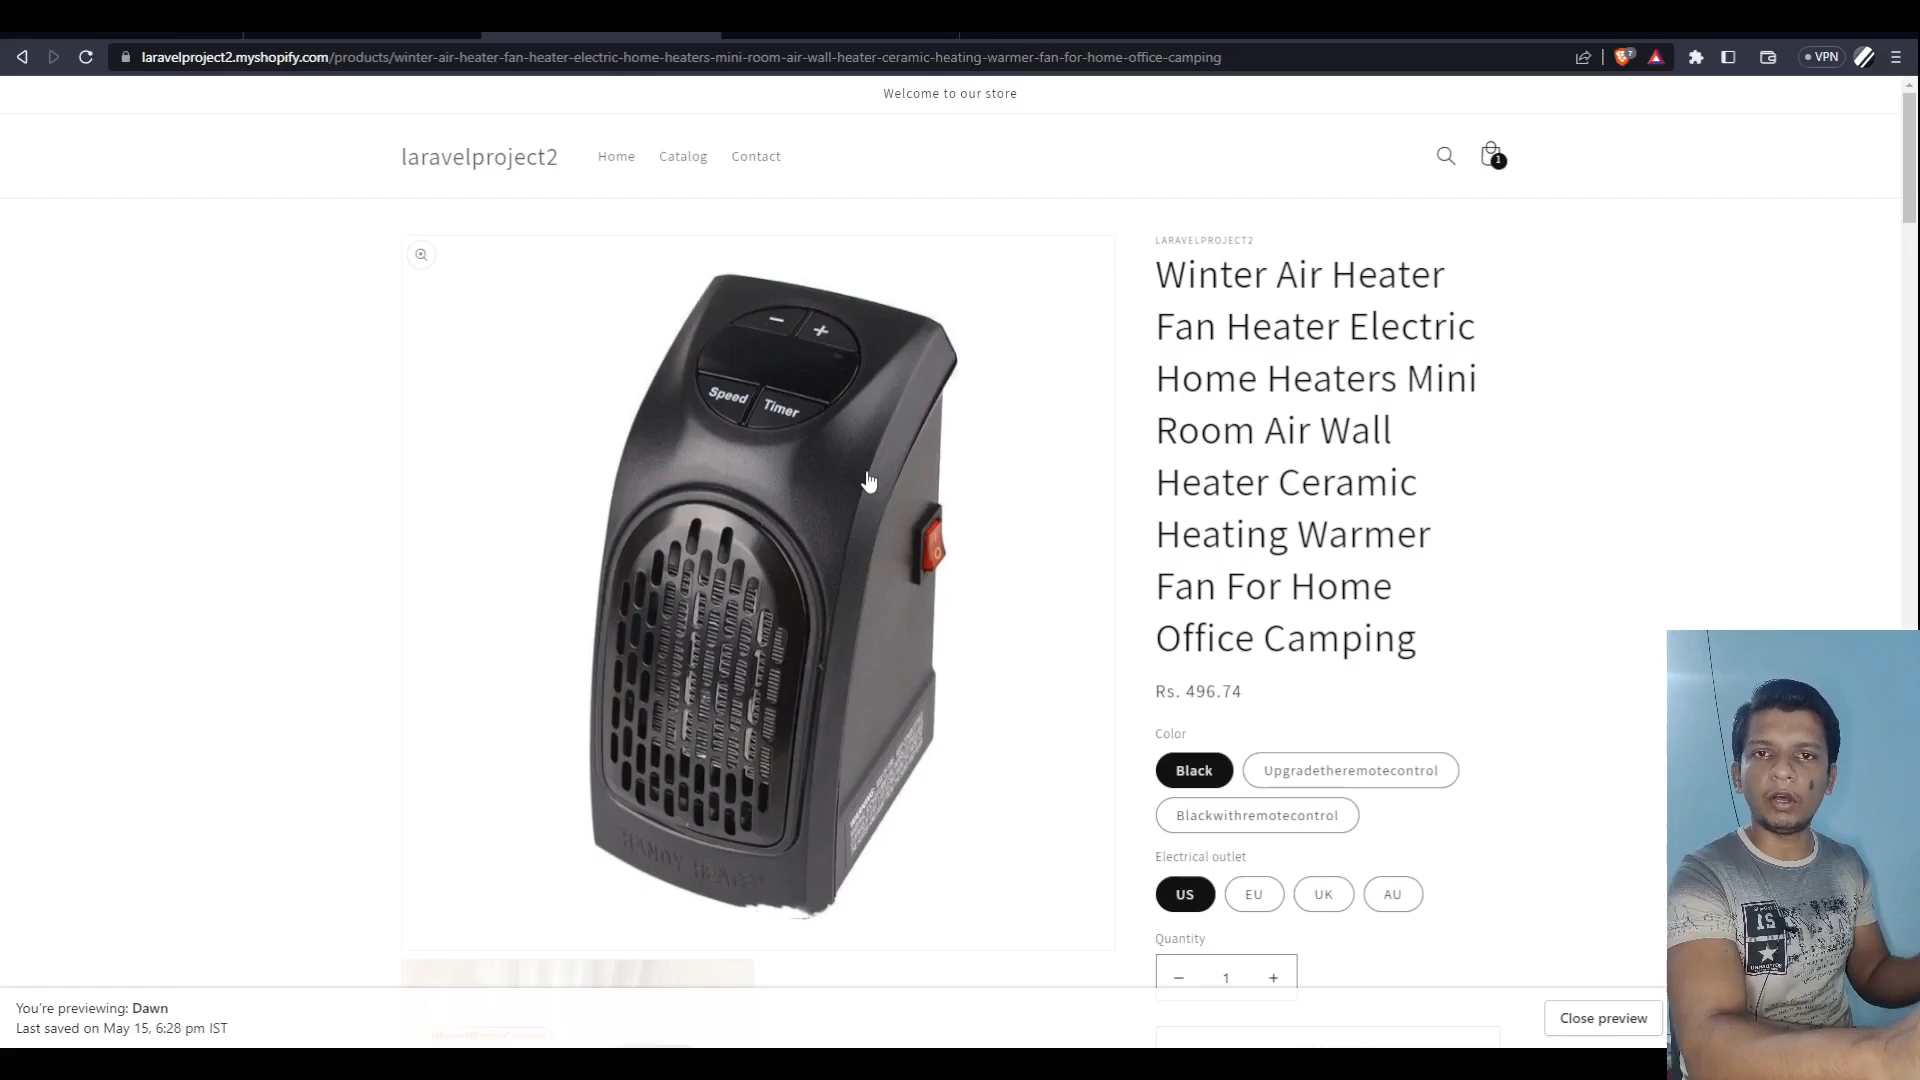 laravelproject2.myshopify.com/products/winter-air-heater-fan-heater-electric-home-heaters-mini-room-air-wall-heater-ceramic-heating-warmer-fan-for-home-office-camping
7
VPN
Welcome to our store
laravelproject2
Home
Catalog
Contact
1
LARAVELPROJECT2
Winter Air Heater
Fan Heater Electric
Home Heaters Mini
Room Air Wall
Heater Ceramic
Heating Warmer
Fan For Home
Office Camping
− +
Speed Timer
HANDY HEATER
Rs. 496.74
Color
Black
Upgradetheremotecontrol
Blackwithremotecontrol
Electrical outlet
US
EU
UK
AU
Quantity
− 1 +
You're previewing: Dawn
Last saved on May 15, 6:28 pm IST
Close preview